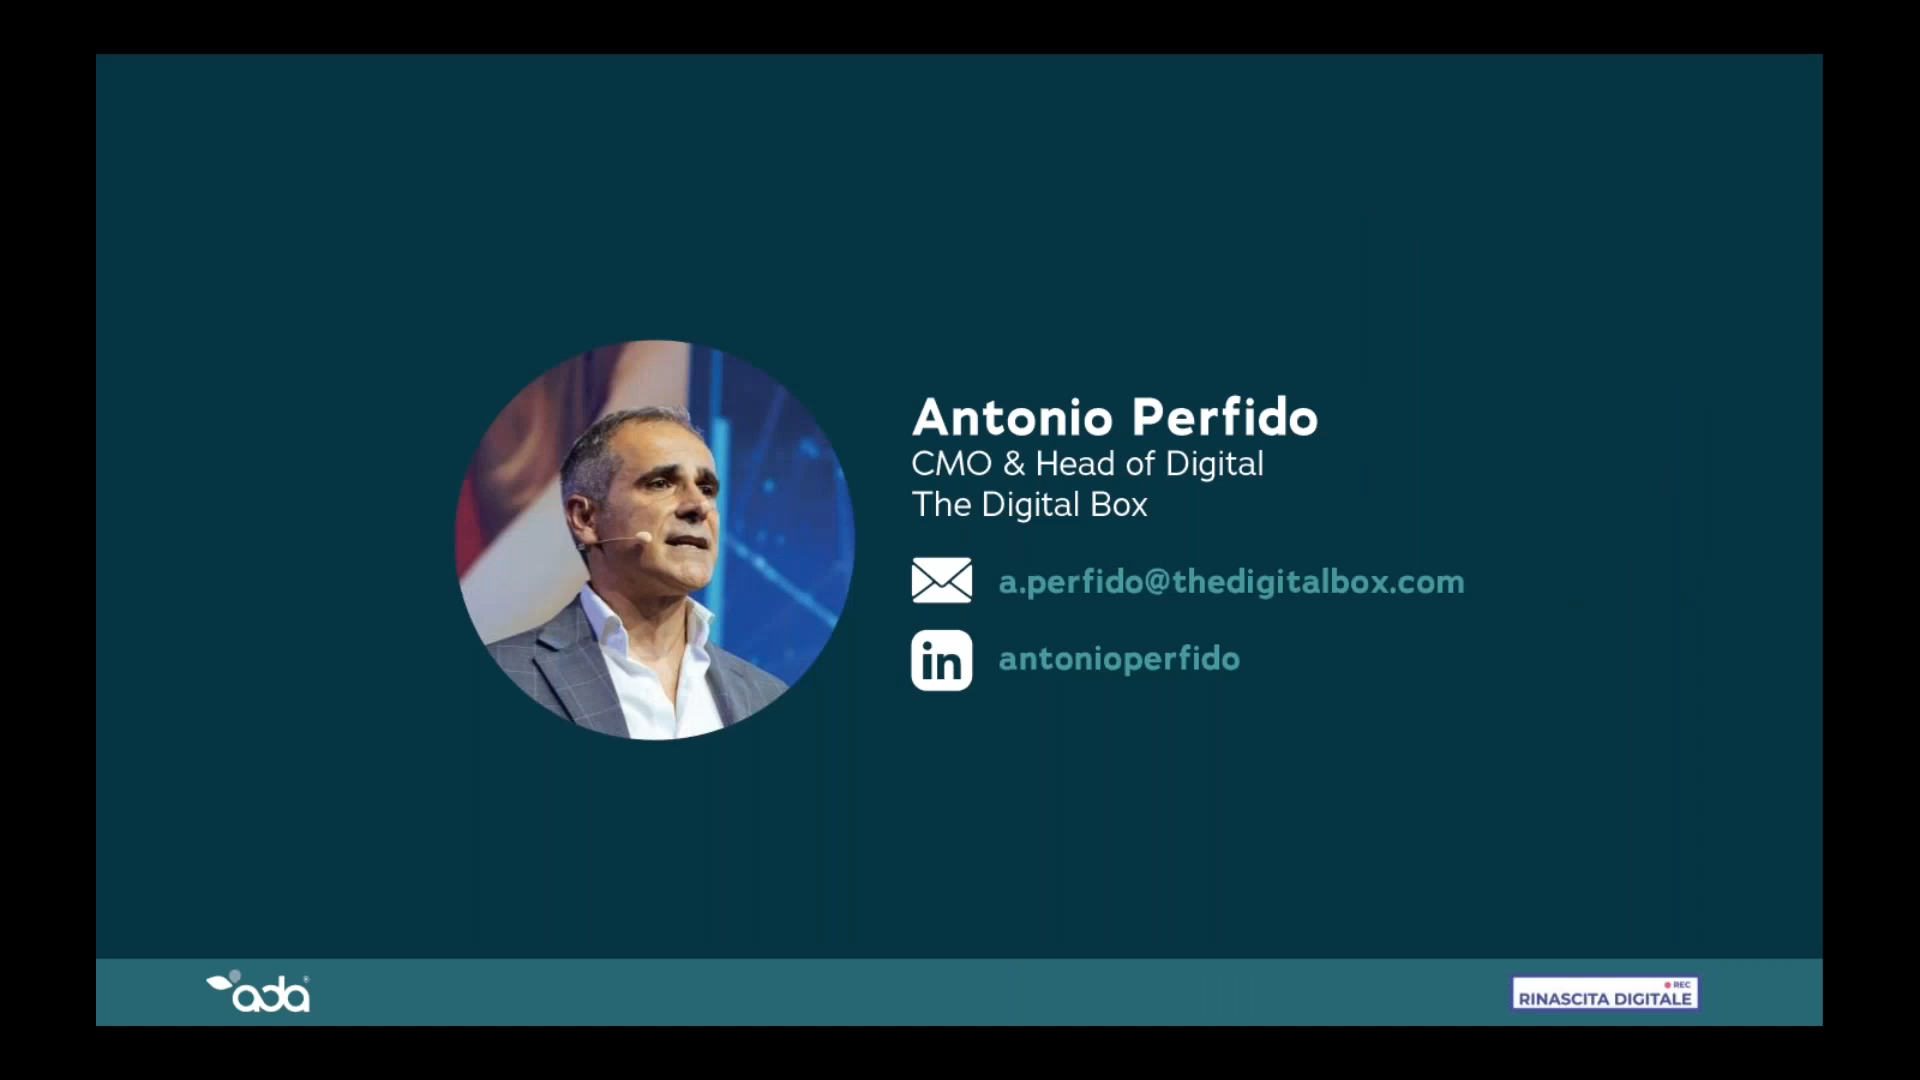 Antonio Perfido
CMO & Head of Digital
The Digital Box
a.perfido@thedigitalbox.com
in
antonioperfido
ada
REC
RINASCITA DIGITALE